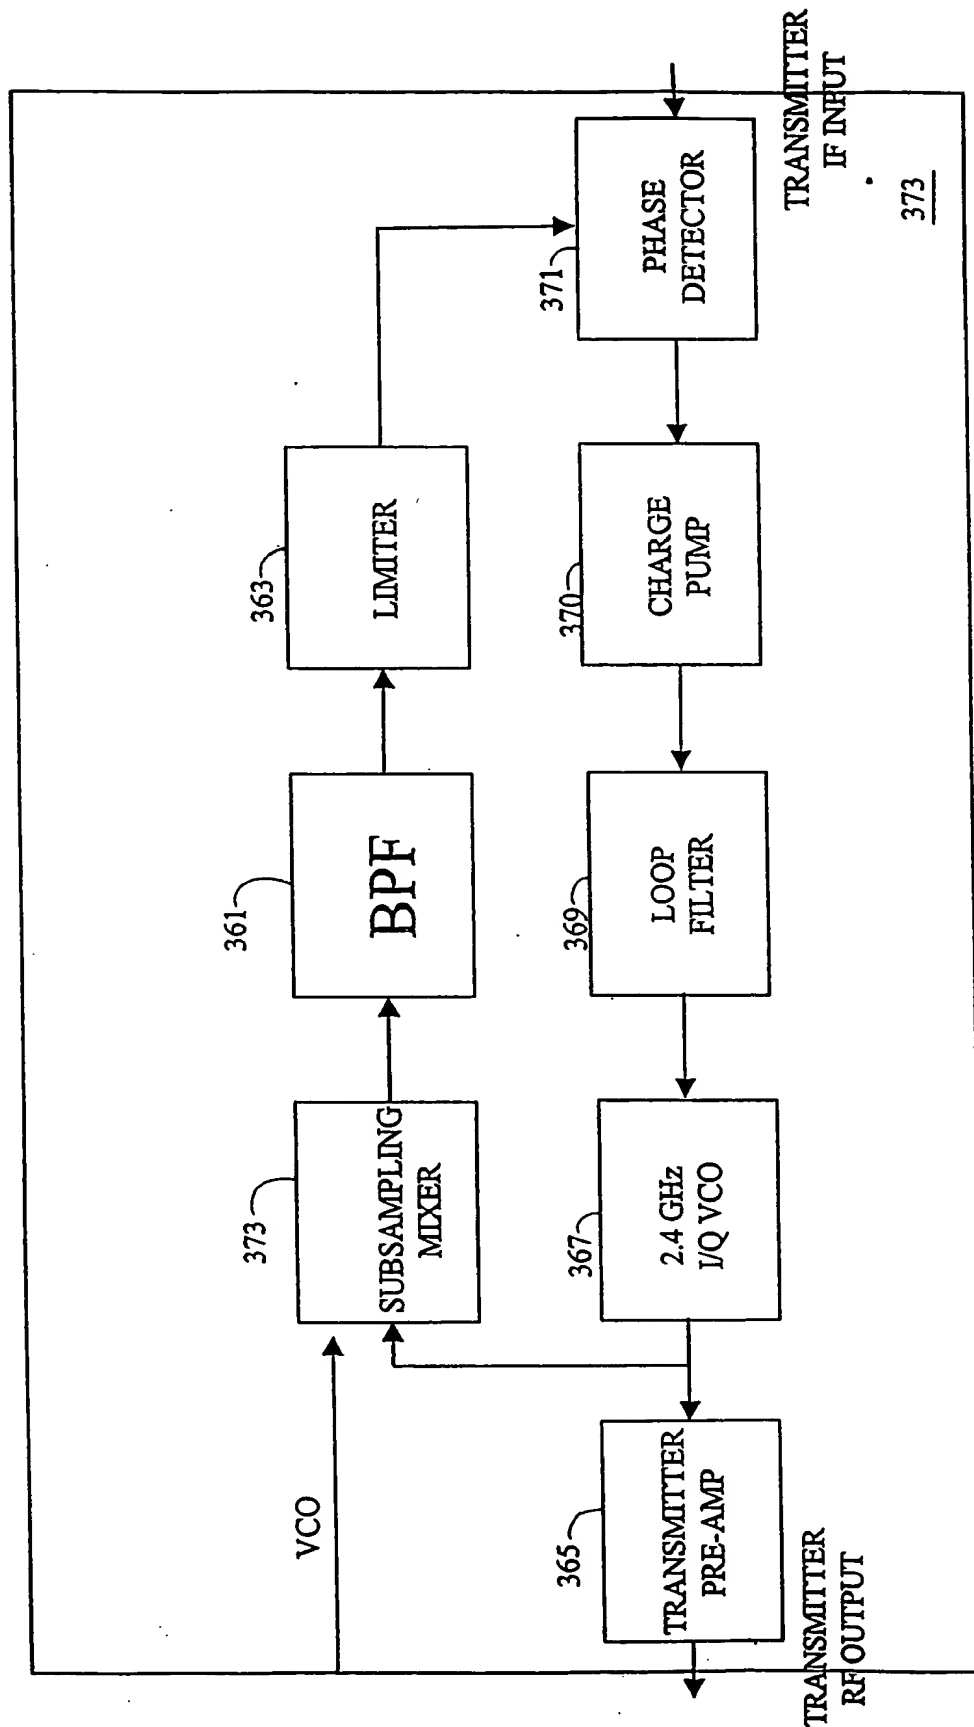 VCO
373
SUBSAMPLING
MIXER
361
BPF
363
LIMITER
365
TRANSMITTER
PRE-AMP
367
2.4 GHz
I/Q VCO
369
LOOP
FILTER
370
CHARGE
PUMP
371
PHASE
DETECTOR
TRANSMITTER
RF OUTPUT
TRANSMITTER
IF INPUT
373